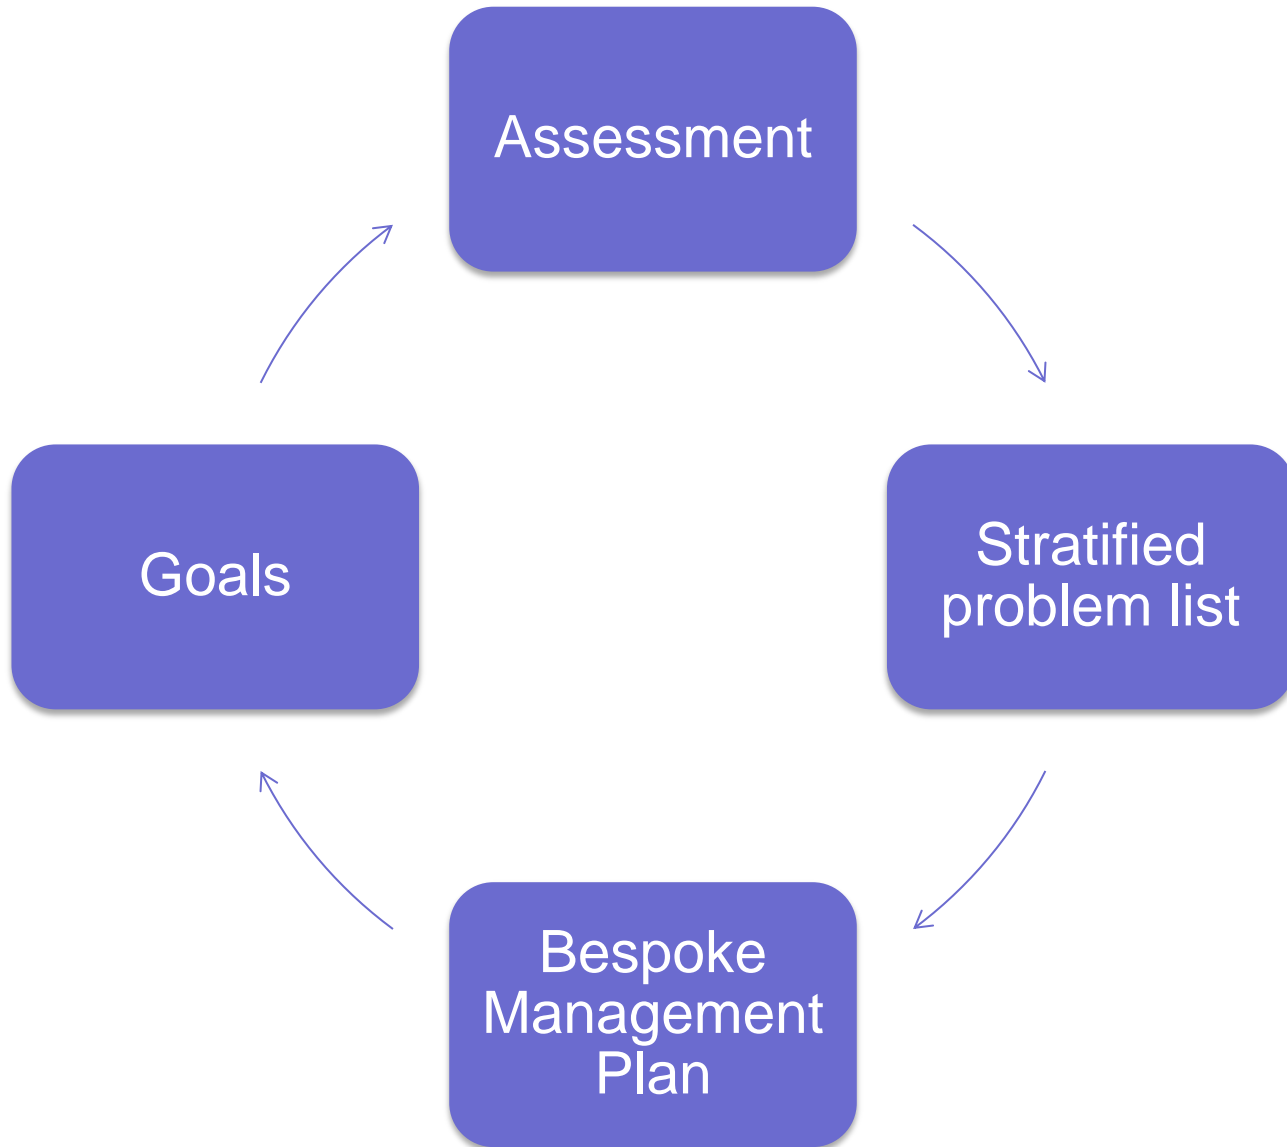 Assessment
Stratified
problem list
Bespoke
Management
Plan
Goals